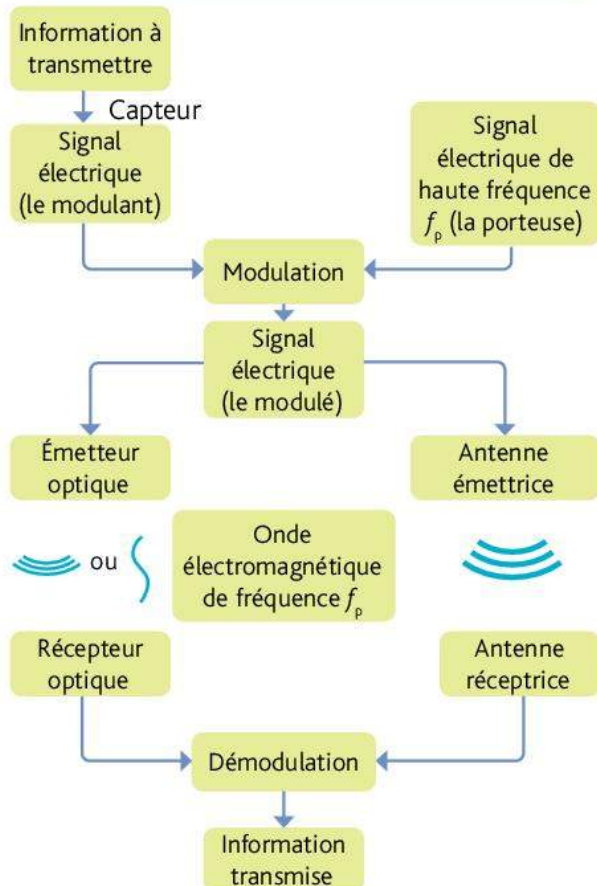 Information à
transmettre
Capteur
Signal
électrique
(le modulant)
Signal
électrique de
haute fréquence
fp (la porteuse)
Modulation
Signal
électrique
(le modulé)
Émetteur
optique
Antenne
émettrice
ou
Onde
électromagnétique
de fréquence fp
Récepteur
optique
Antenne
réceptrice
Démodulation
Information
transmise